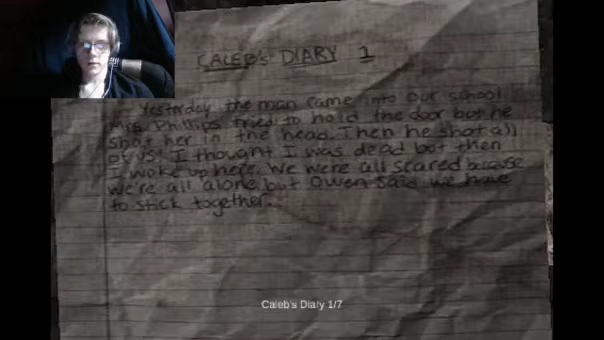 CALEB'S DIARY 1
Yesterday the man came into our school.
Mrs. Phillips tried to hold the door but he
shot her in the head. Then he shot all
of us. I thought I was dead but then
I woke up here. We were all scared because
we're all alone but Owen said we have
to stick together.
Caleb's Diary 1/7